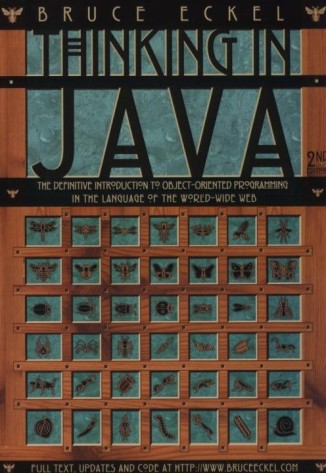 BRUCE ECKEL
THINKING IN
JAVA
2ND
THE DEFINITIVE INTRODUCTION TO OBJECT-ORIENTED PROGRAMMING
IN THE LANGUAGE OF THE WORLD-WIDE WEB
FULL TEXT, UPDATES AND CODE AT HTTP://WWW.BRUCEECKEL.COM